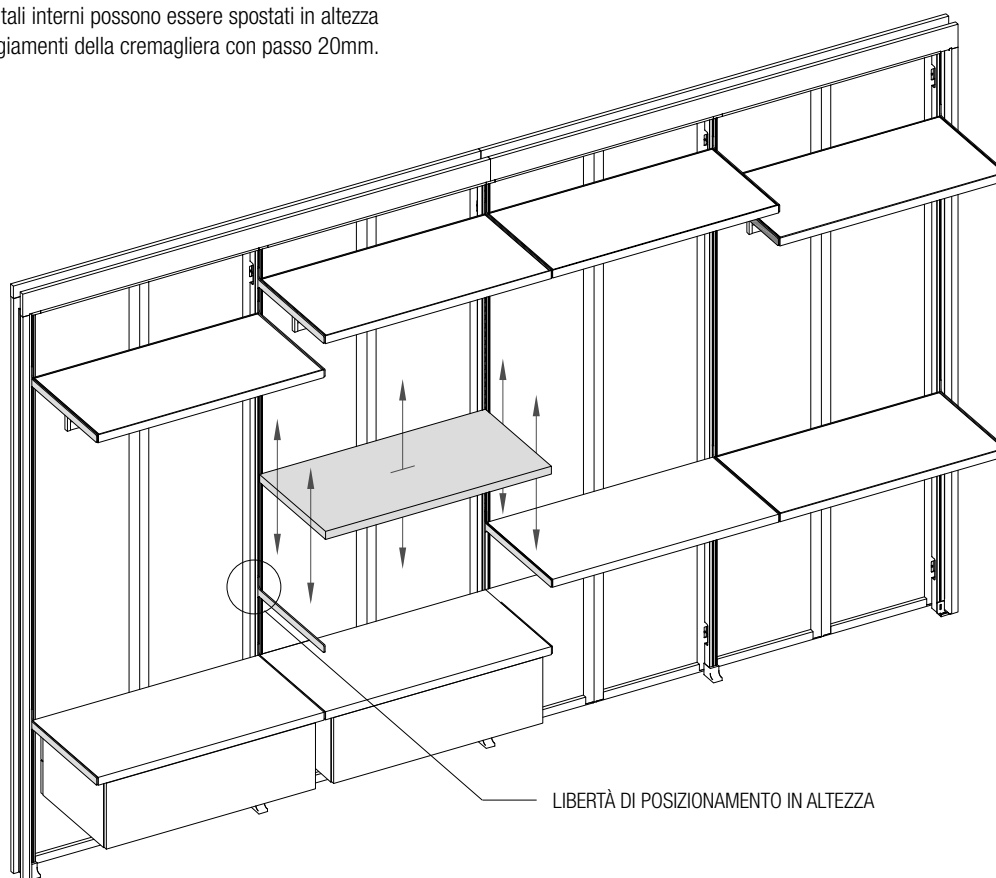 tali interni possono essere spostati in altezza
giamenti della cremagliera con passo 20mm.
LIBERTÀ DI POSIZIONAMENTO IN ALTEZZA